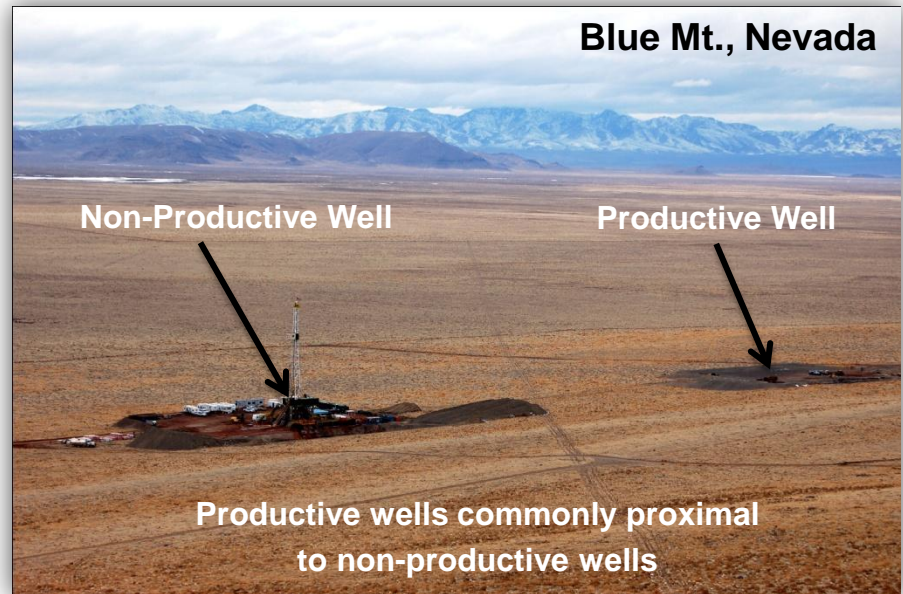 Blue Mt., Nevada
Non-Productive Well
Productive Well
Productive wells commonly proximal
to non-productive wells